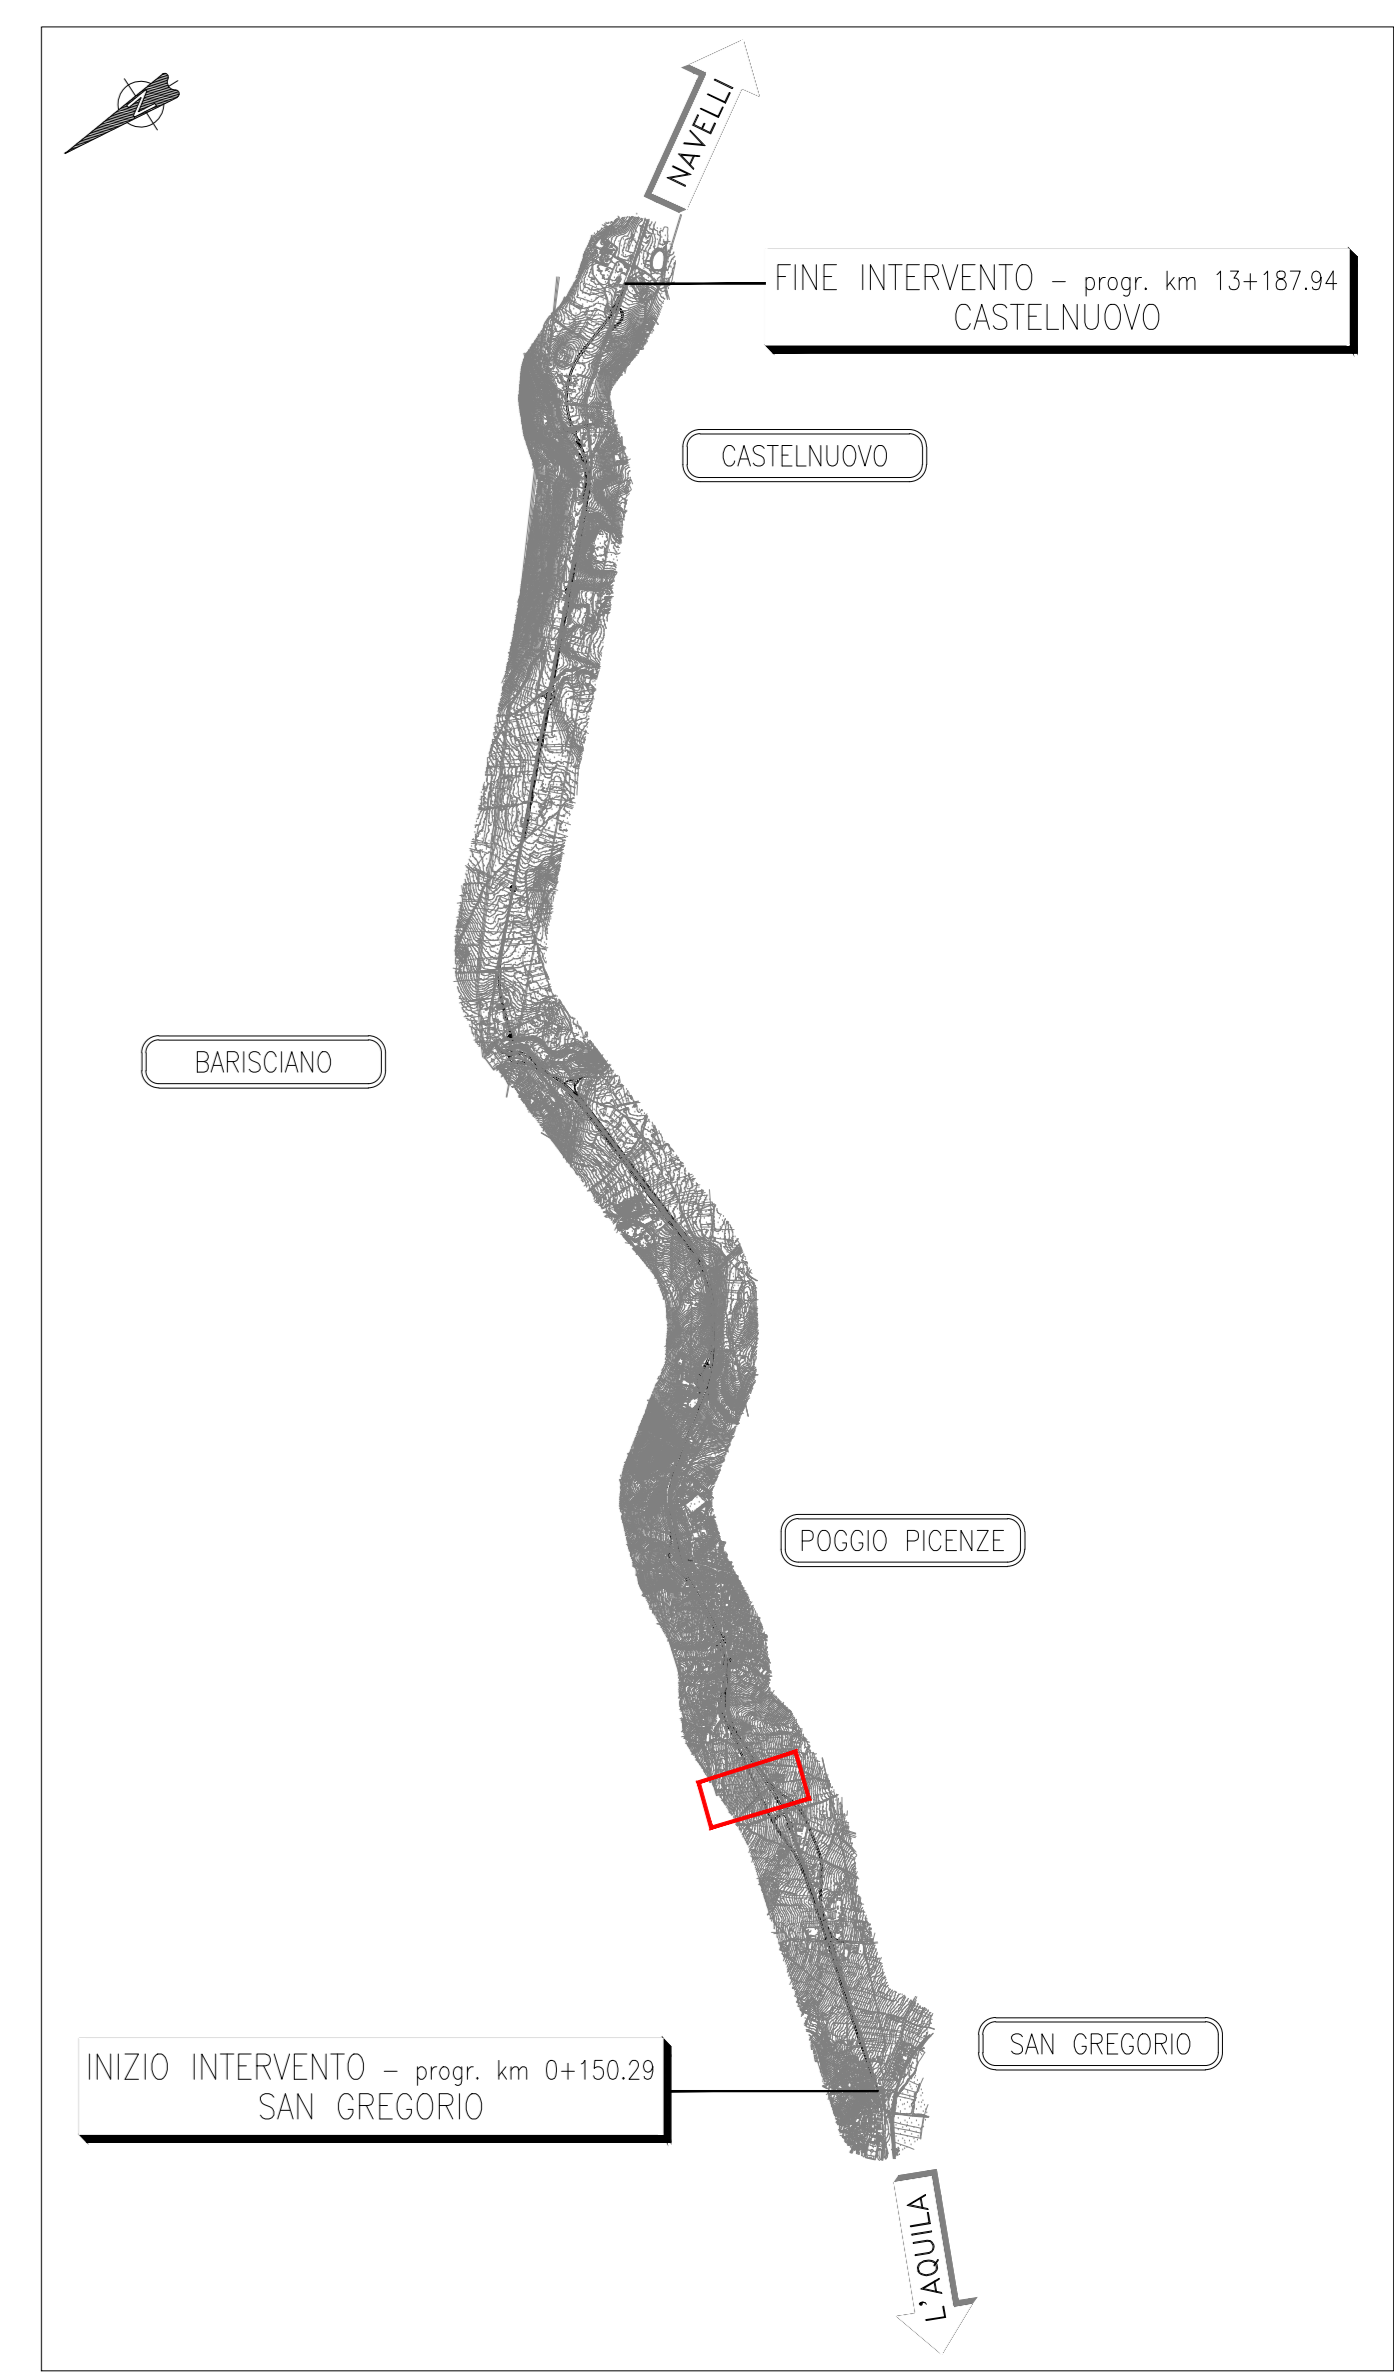 NAVELLI
FINE INTERVENTO – progr. km 13+187.94
CASTELNUOVO
CASTELNUOVO
BARISCIANO
POGGIO PICENZE
SAN GREGORIO
INIZIO INTERVENTO – progr. km 0+150.29
SAN GREGORIO
L'AQUILA